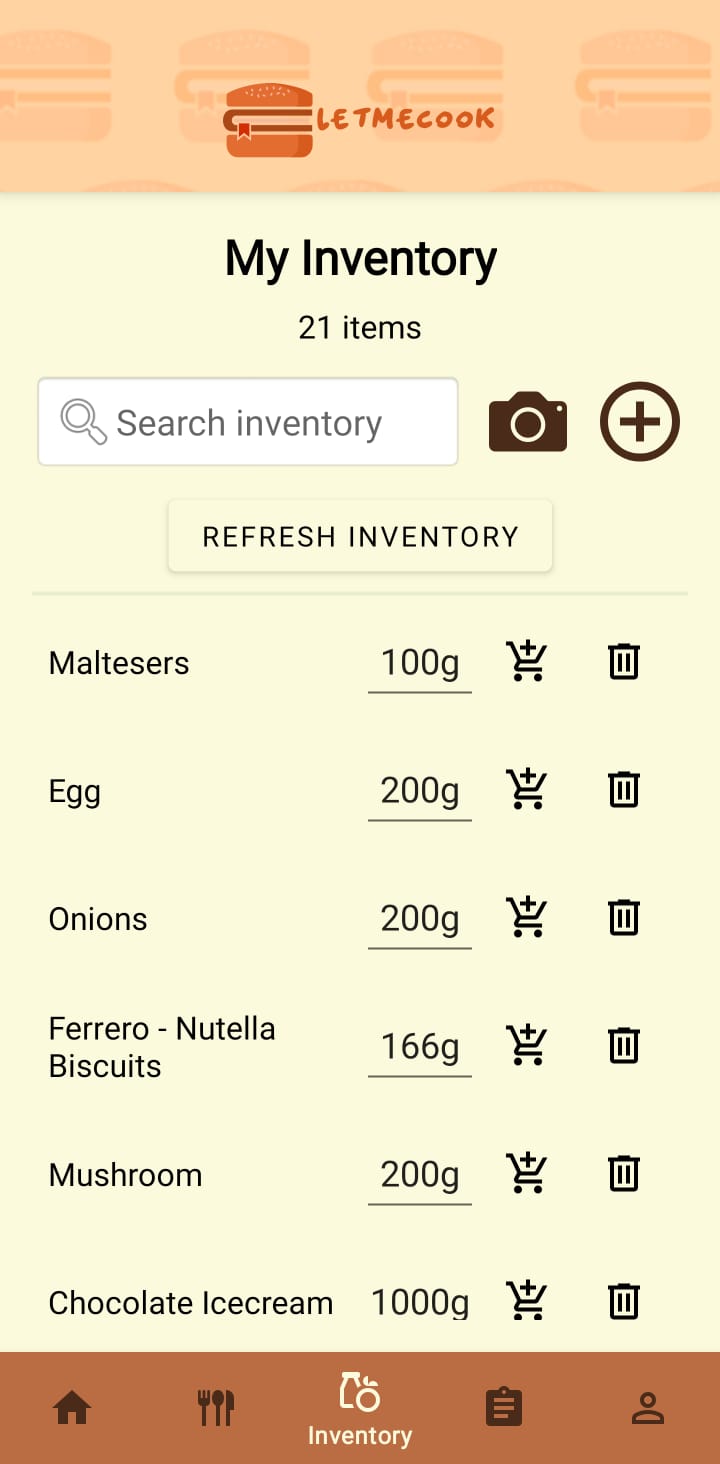 LETMECOOK
My Inventory
21 items
Search inventory
REFRESH INVENTORY
Maltesers 100g
Egg 200g
Onions 200g
Ferrero - Nutella
Biscuits 166g
Mushroom 200g
Chocolate Icecream 1000g
Inventory